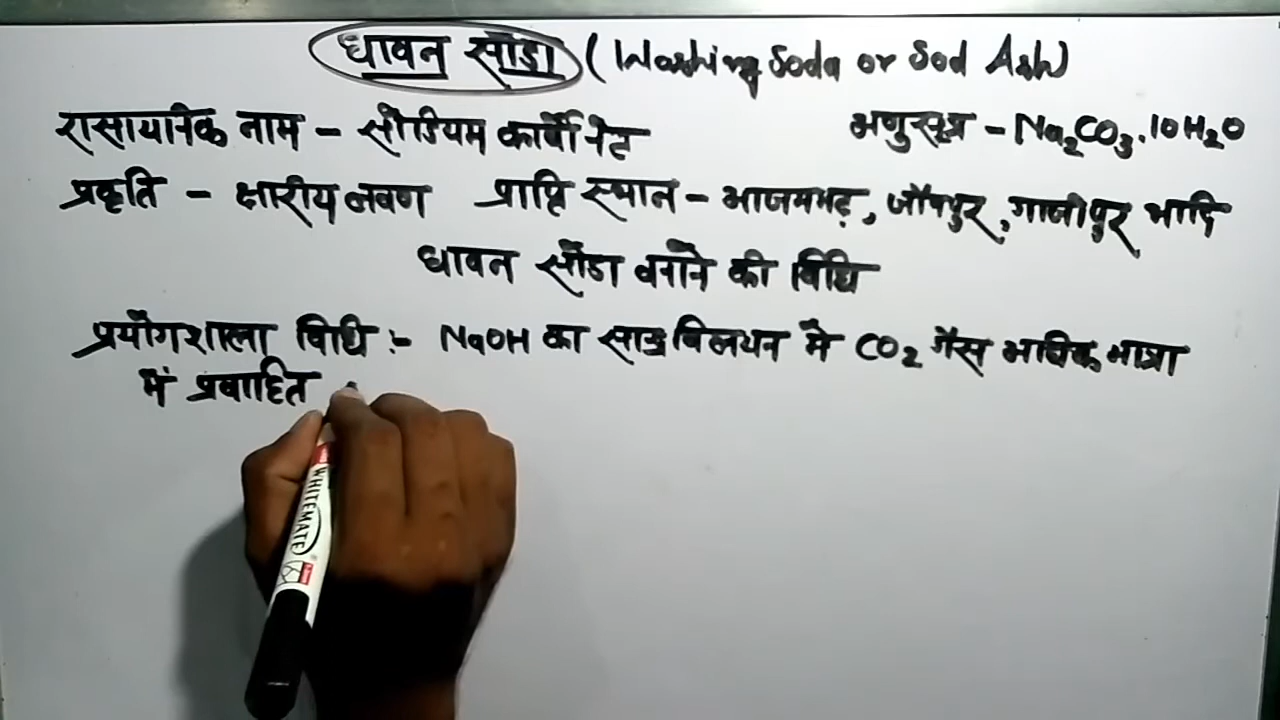 धावन सोडा (Washing Soda or Sod Ash)
रासायनिक नाम - सोडियम कार्बोनेट अणुसूत्र - Na₂CO₃.10H₂O
प्रकृति - क्षारीय लवण प्राप्ति स्थान - आजमगढ़, जौनपुर, गाजीपुर आदि
धावन सोडा बनाने की विधि
प्रयोगशाला विधि :- NaOH का सान्द्र विलयन में CO₂ गैस अधिक मात्रा
में प्रवाहित
WHITEMATE